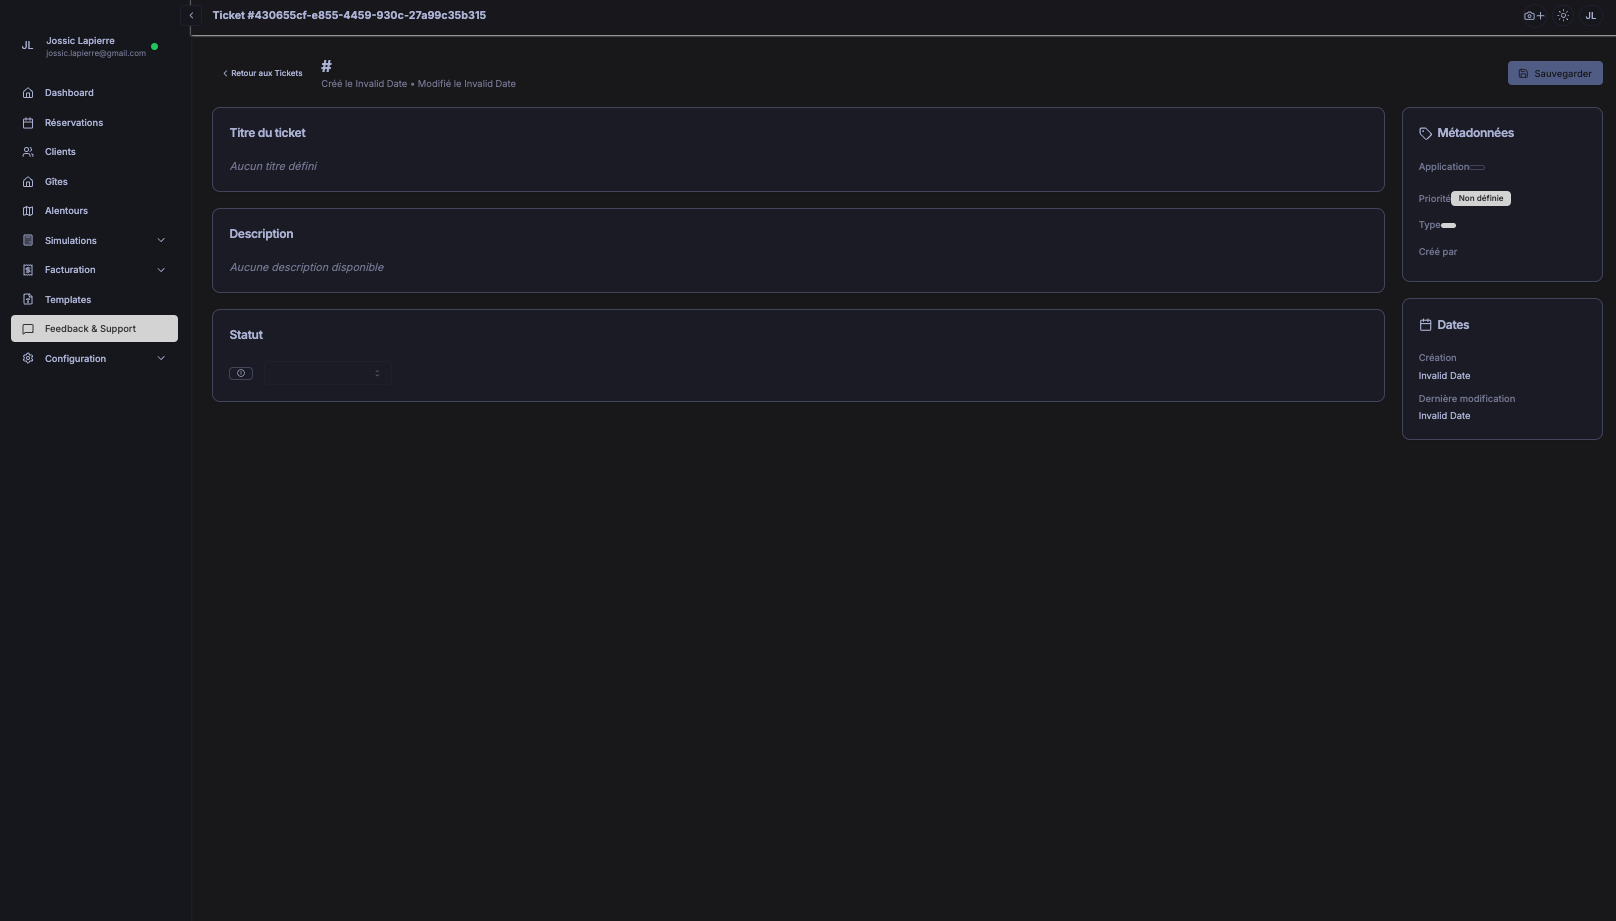 Ticket #430655cf-e855-4459-930c-27a99c35b315
JL
JL
Jossic Lapierre
jossic.lapierre@gmail.com
Dashboard
Réservations
Clients
Gîtes
Alentours
Simulations
Facturation
Templates
Feedback & Support
Configuration
Retour aux Tickets
#
Créé le Invalid Date • Modifié le Invalid Date
Sauvegarder
Titre du ticket
Aucun titre défini
Description
Aucune description disponible
Statut
Métadonnées
Application
Priorité Non définie
Type
Créé par
Dates
Création
Invalid Date
Dernière modification
Invalid Date